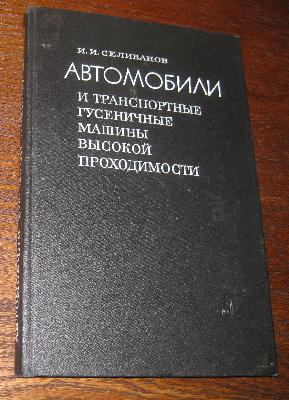 И. И. СЕЛИВАНОВ
АВТОМОБИЛИ
И ТРАНСПОРТНЫЕ
ГУСЕНИЧНЫЕ
МАШИНЫ
ВЫСОКОЙ
ПРОХОДИМОСТИ